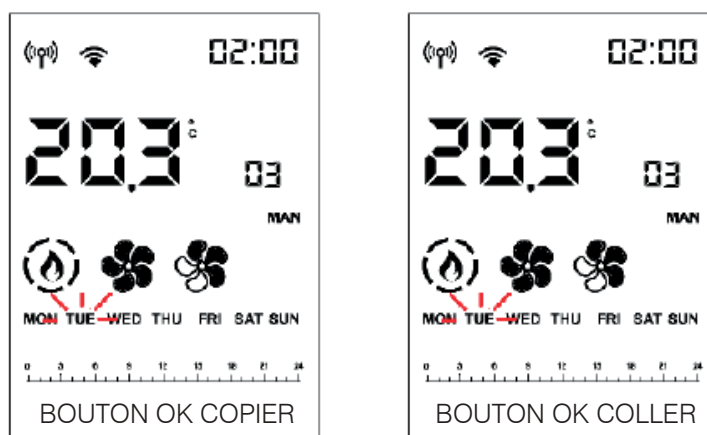 02:00
20.3 °C
03
MAN
MON TUE WED THU FRI SAT SUN
0 3 6 9 12 15 18 21 24
BOUTON OK COPIER
02:00
20.3 °C
03
MAN
MON TUE WED THU FRI SAT SUN
0 3 6 9 12 15 18 21 24
BOUTON OK COLLER